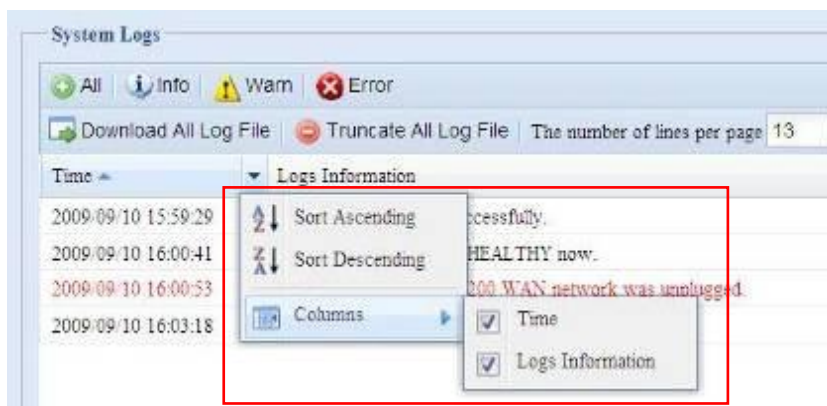 System Logs
All Info Warn Error
Download All Log File Truncate All Log File The number of lines per page 13
Time Logs Information
2009/09/10 15:59:29 Sort Ascending ccessfully.
2009/09/10 16:00:41 Sort Descending HEALTHY now.
2009/09/10 16:00:53 200 WAN network was unplugged.
2009/09/10 16:03:18 Columns Time
Logs Information